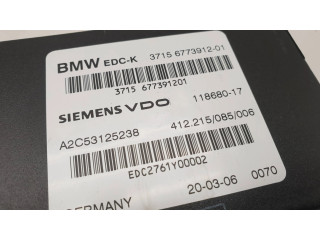 BMW EDC-K 3715 6773912-01
3715 677391201
SIEMENS VDO 118680-17
A2C53125238 412.215/085/006
EDC2761Y00002
GERMANY 20-03-06 0070